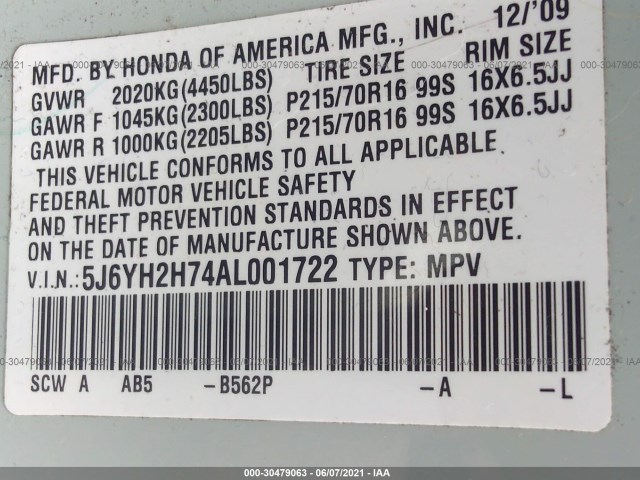 MFD. BY HONDA OF AMERICA MFG., INC. 12/'09
GVWR 2020KG(4450LBS) TIRE SIZE RIM SIZE
GAWR F 1045KG(2300LBS) P215/70R16 99S 16X6.5JJ
GAWR R 1000KG(2205LBS) P215/70R16 99S 16X6.5JJ
THIS VEHICLE CONFORMS TO ALL APPLICABLE
FEDERAL MOTOR VEHICLE SAFETY
AND THEFT PREVENTION STANDARDS IN EFFECT
ON THE DATE OF MANUFACTURE SHOWN ABOVE.
V.I.N.: 5J6YH2H74AL001722 TYPE: MPV
SCW A AB5 -B562P -A -L
000-30479063 - 06/07/2021 - IAA